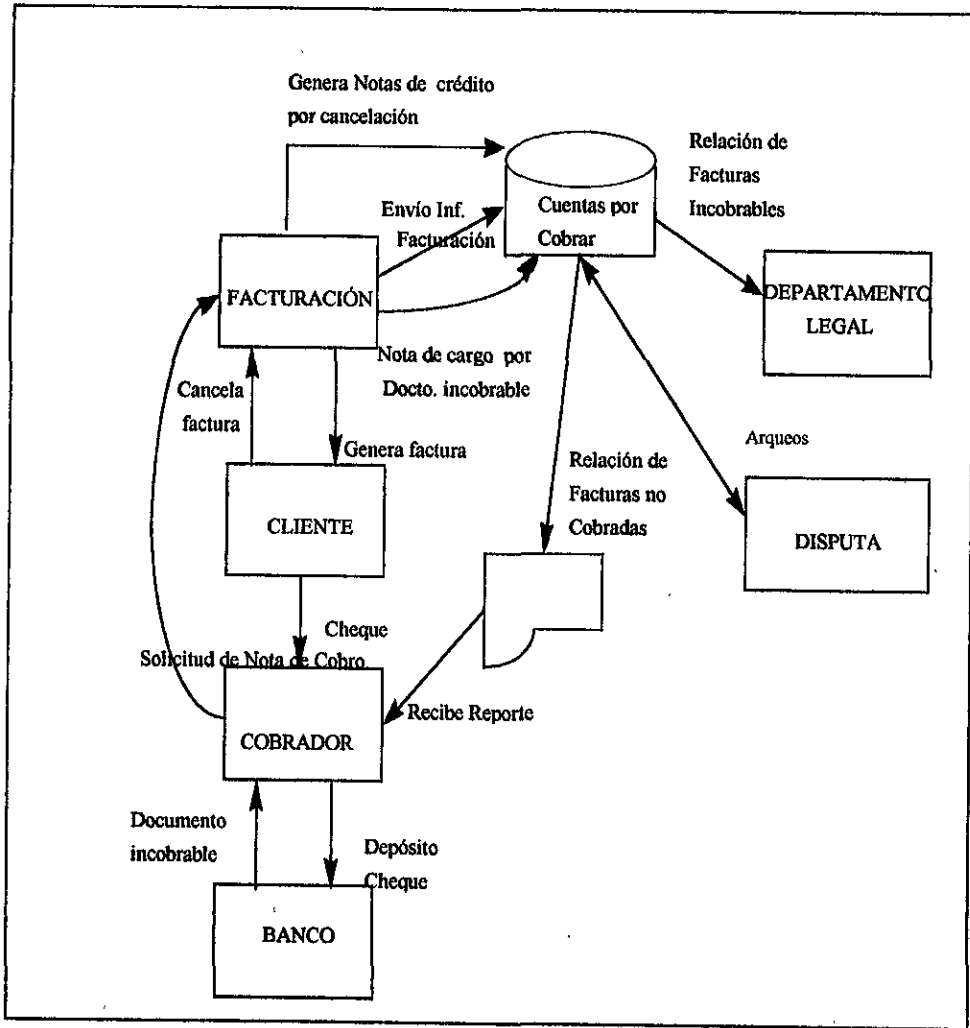 Genera Notas de crédito
por cancelación
Relación de
Facturas
Incobrables
Envío Inf.
Facturación
Cuentas por
Cobrar
FACTURACIÓN
DEPARTAMENTO
LEGAL
Nota de cargo por
Docto. incobrable
Cancela
factura
Genera factura
Arqueos
Relación de
Facturas no
Cobradas
CLIENTE
DISPUTA
Cheque
Solicitud de Nota de Cobro
Recibe Reporte
COBRADOR
Documento
incobrable
Depósito
Cheque
BANCO